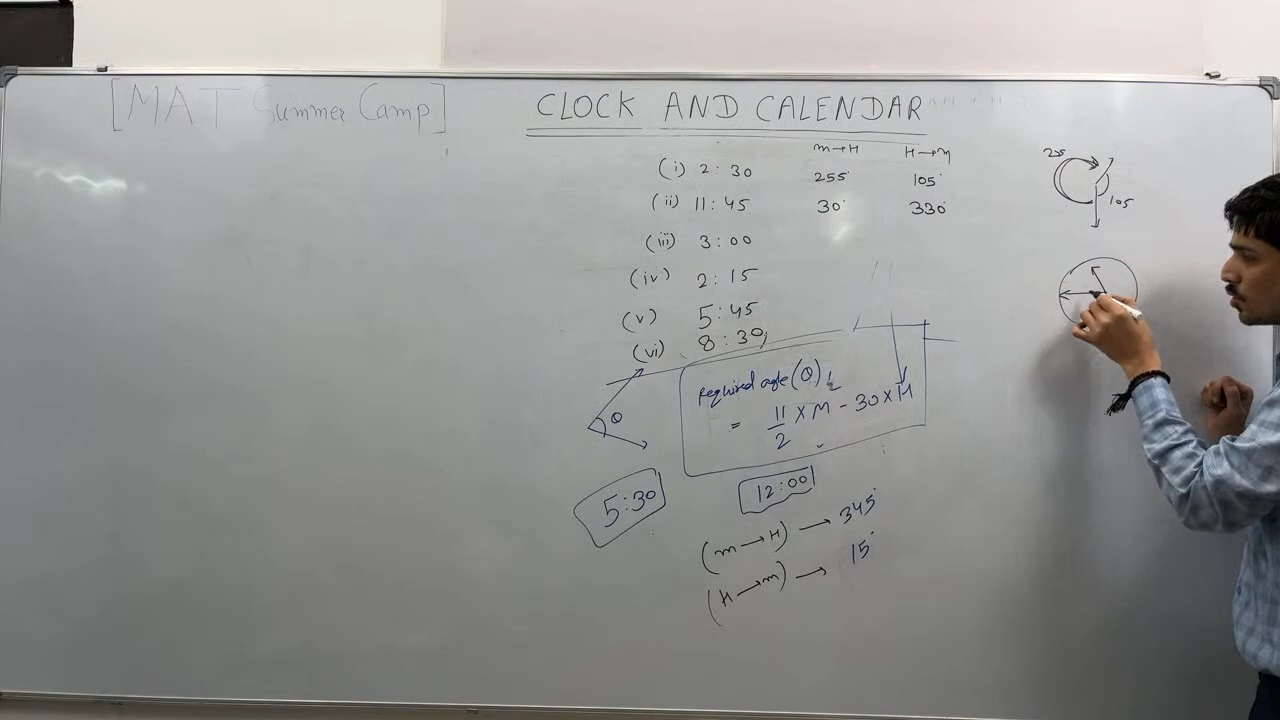 [MAT Summer Camp]
CLOCK AND CALENDAR
m→H H→m
(i) 2:30 255° 105°
(ii) 11:45 30° 330°
(iii) 3:00
(iv) 2:15
(v) 5:45
(vi) 8:30
255
105
required agle (θ)
= 11/2 × M - 30 × H
θ
5:30
12:00
(m→H) → 345°
(H→m) → 15°